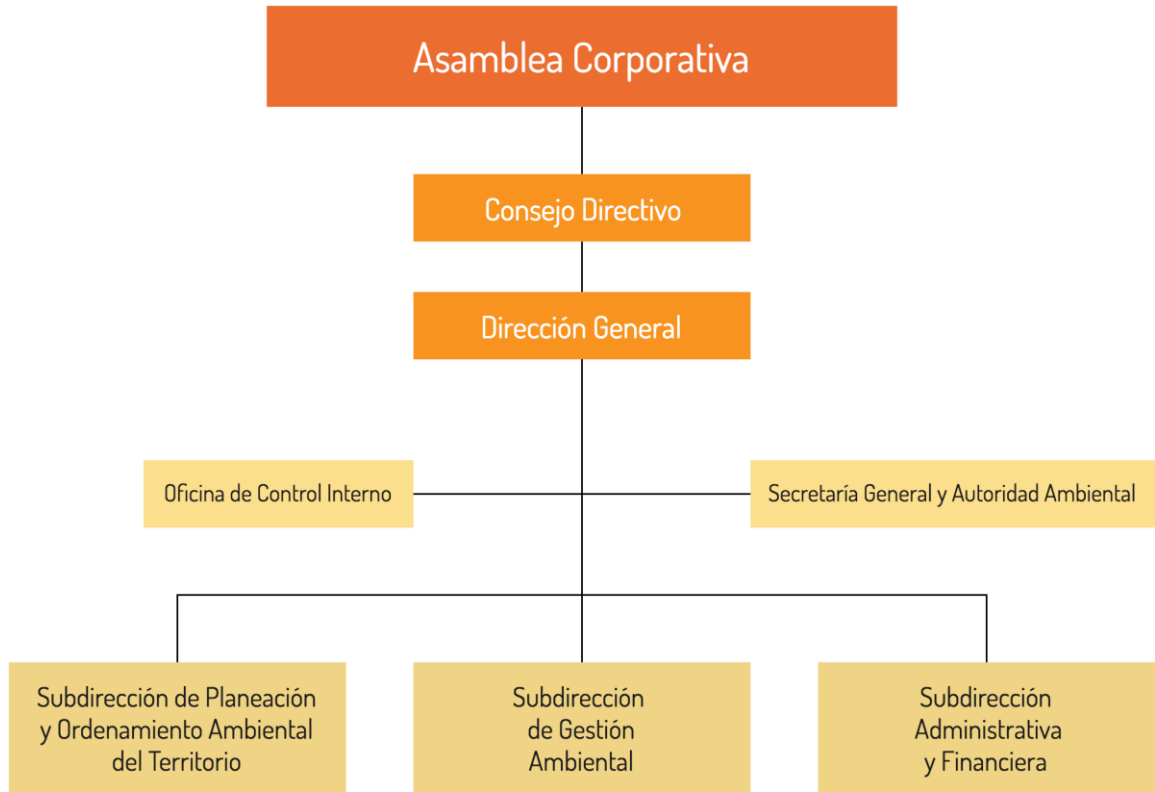 Asamblea Corporativa
Consejo Directivo
Dirección General
Oficina de Control Interno
Secretaría General y Autoridad Ambiental
Subdirección de Planeación
y Ordenamiento Ambiental
del Territorio
Subdirección
de Gestión
Ambiental
Subdirección
Administrativa
y Financiera